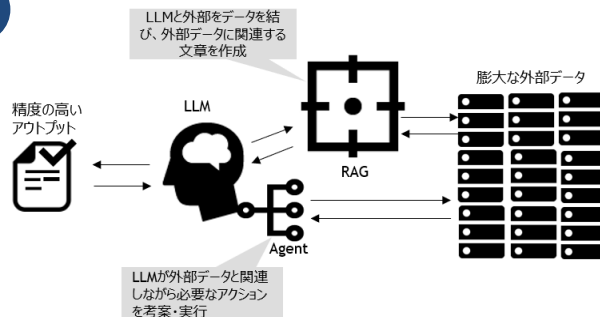 LLMと外部をデータを結
び、外部データに関連する
文章を作成
膨大な外部データ
精度の高い
アウトプット
LLM
RAG
Agent
LLMが外部データと関連
しながら必要なアクション
を考案・実行